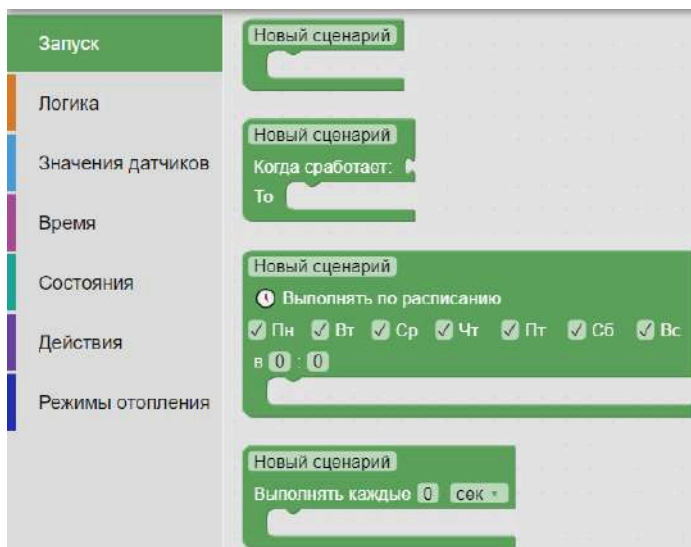 Запуск
Логика
Значения датчиков
Время
Состояния
Действия
Режимы отопления
Новый сценарий
Новый сценарий
Когда сработает:
То
Новый сценарий
Выполнять по расписанию
Пн Вт Ср Чт Пт Сб Вс
в 0 : 0
Новый сценарий
Выполнять каждые 0 сек